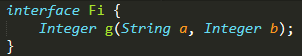 interface Fi {
    Integer g(String a, Integer b);
}